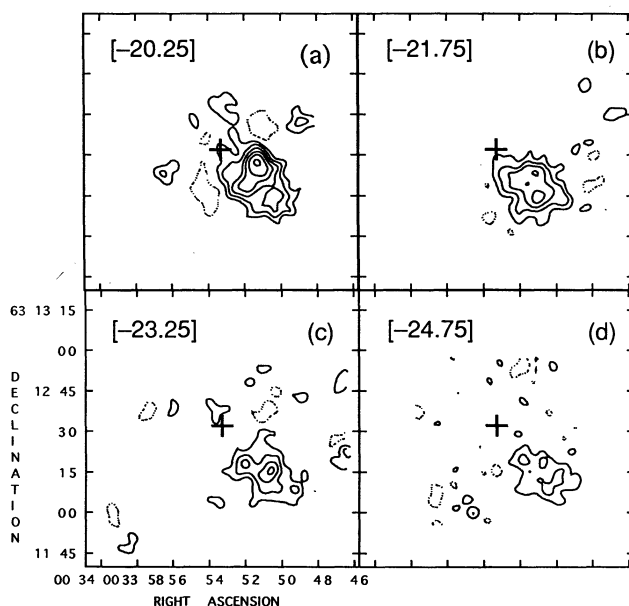 [−20.25] (a)
[−21.75] (b)
[−23.25] (c)
[−24.75] (d)
63 13 15
00
12 45
30
15
00
11 45
DECLINATION
00 34 00 33 58 56 54 52 50 48 46
RIGHT ASCENSION